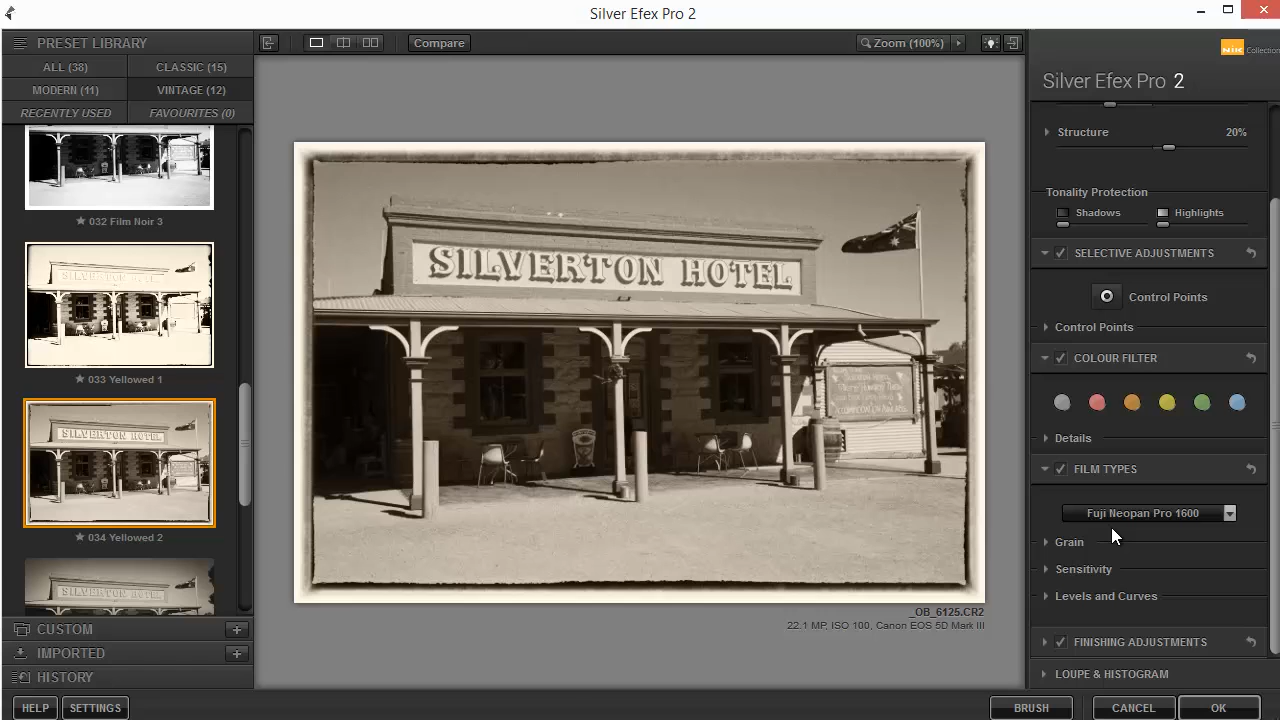 Silver Efex Pro 2
PRESET LIBRARY
ALL (38)
CLASSIC (15)
MODERN (11)
VINTAGE (12)
RECENTLY USED
FAVOURITES (0)
032 Film Noir 3
033 Yellowed 1
SILVERTON HOTEL
034 Yellowed 2
CUSTOM
IMPORTED
HISTORY
HELP
SETTINGS
Compare
Zoom (100%)
SILVERTON HOTEL
_OB_6125.CR2
22.1 MP, ISO 100, Canon EOS 5D Mark III
Nik Collection
Silver Efex Pro 2
Structure 20%
Tonality Protection
Shadows
Highlights
SELECTIVE ADJUSTMENTS
Control Points
Control Points
COLOUR FILTER
Details
FILM TYPES
Fuji Neopan Pro 1600
Grain
Sensitivity
Levels and Curves
FINISHING ADJUSTMENTS
LOUPE & HISTOGRAM
BRUSH
CANCEL
OK